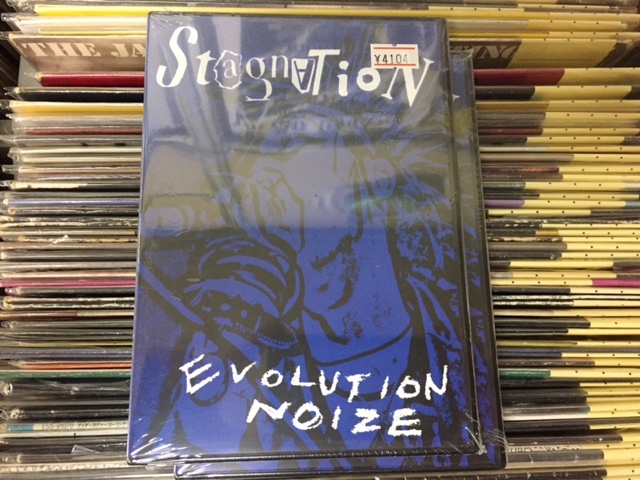 THE JA
StagnATioN
¥4104
EVOLUTION
NOIZE